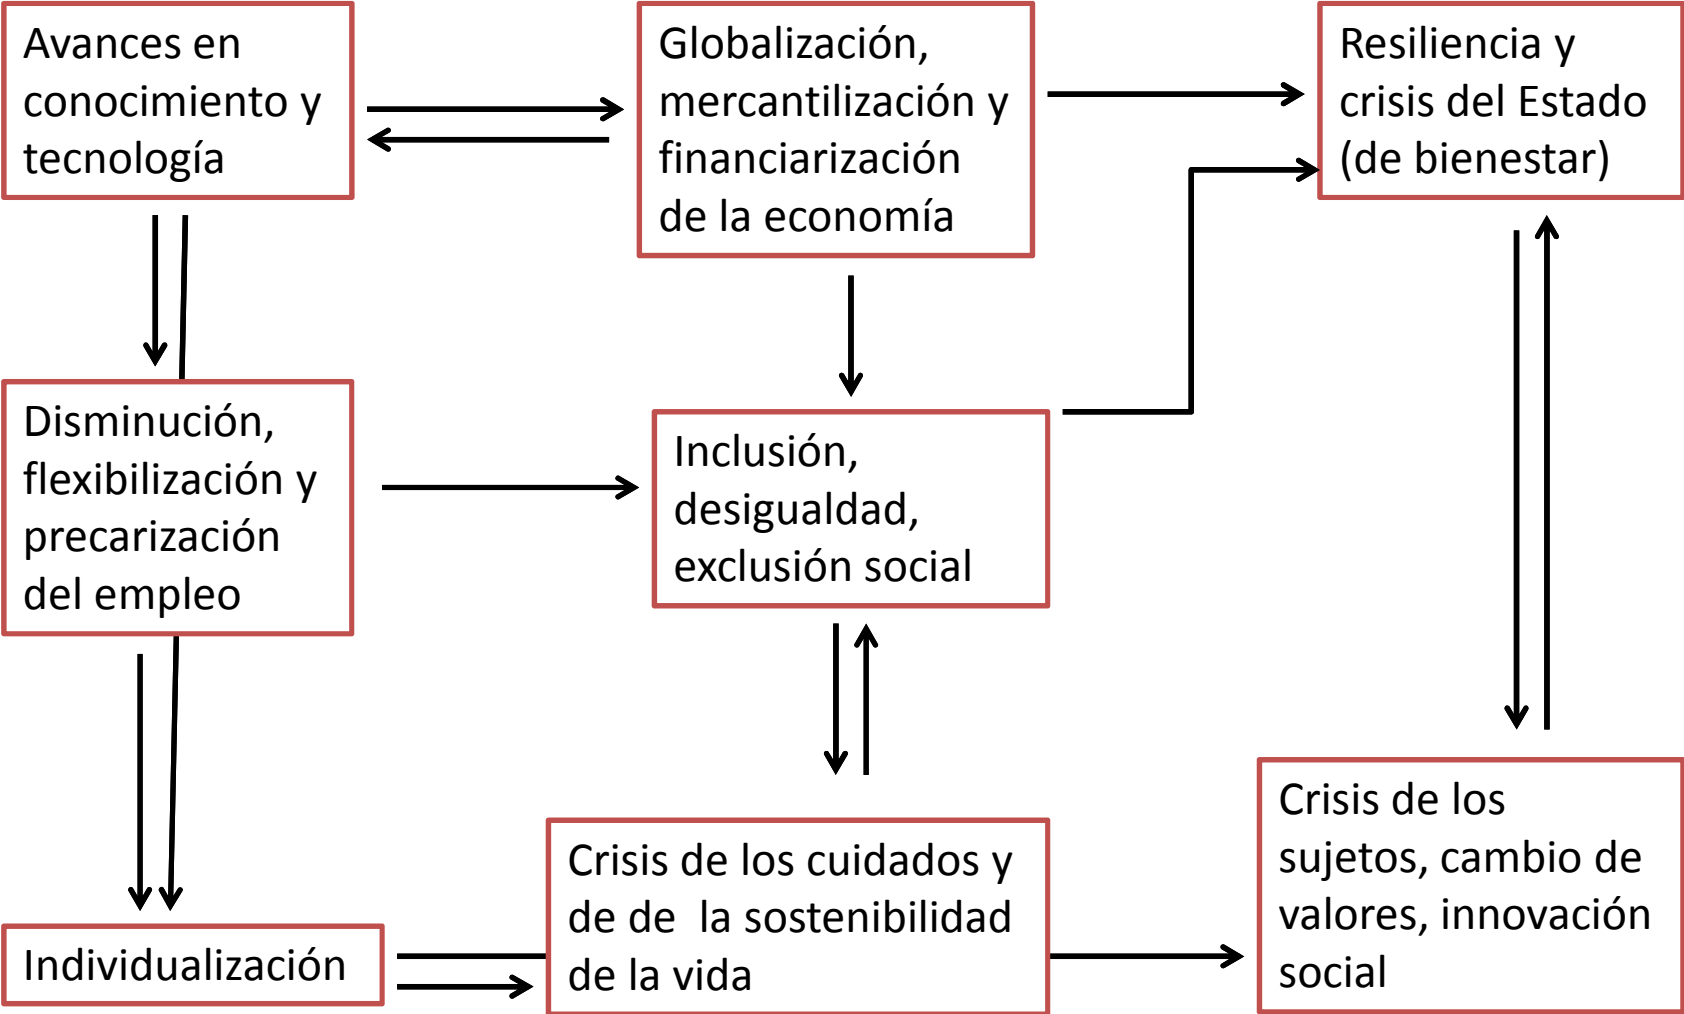 Avances en
conocimiento y
tecnología
Globalización,
mercantilización y
financiarización
de la economía
Resiliencia y
crisis del Estado
(de bienestar)
Disminución,
flexibilización y
precarización
del empleo
Inclusión,
desigualdad,
exclusión social
Individualización
Crisis de los cuidados y
de de  la sostenibilidad
de la vida
Crisis de los
sujetos, cambio de
valores, innovación
social